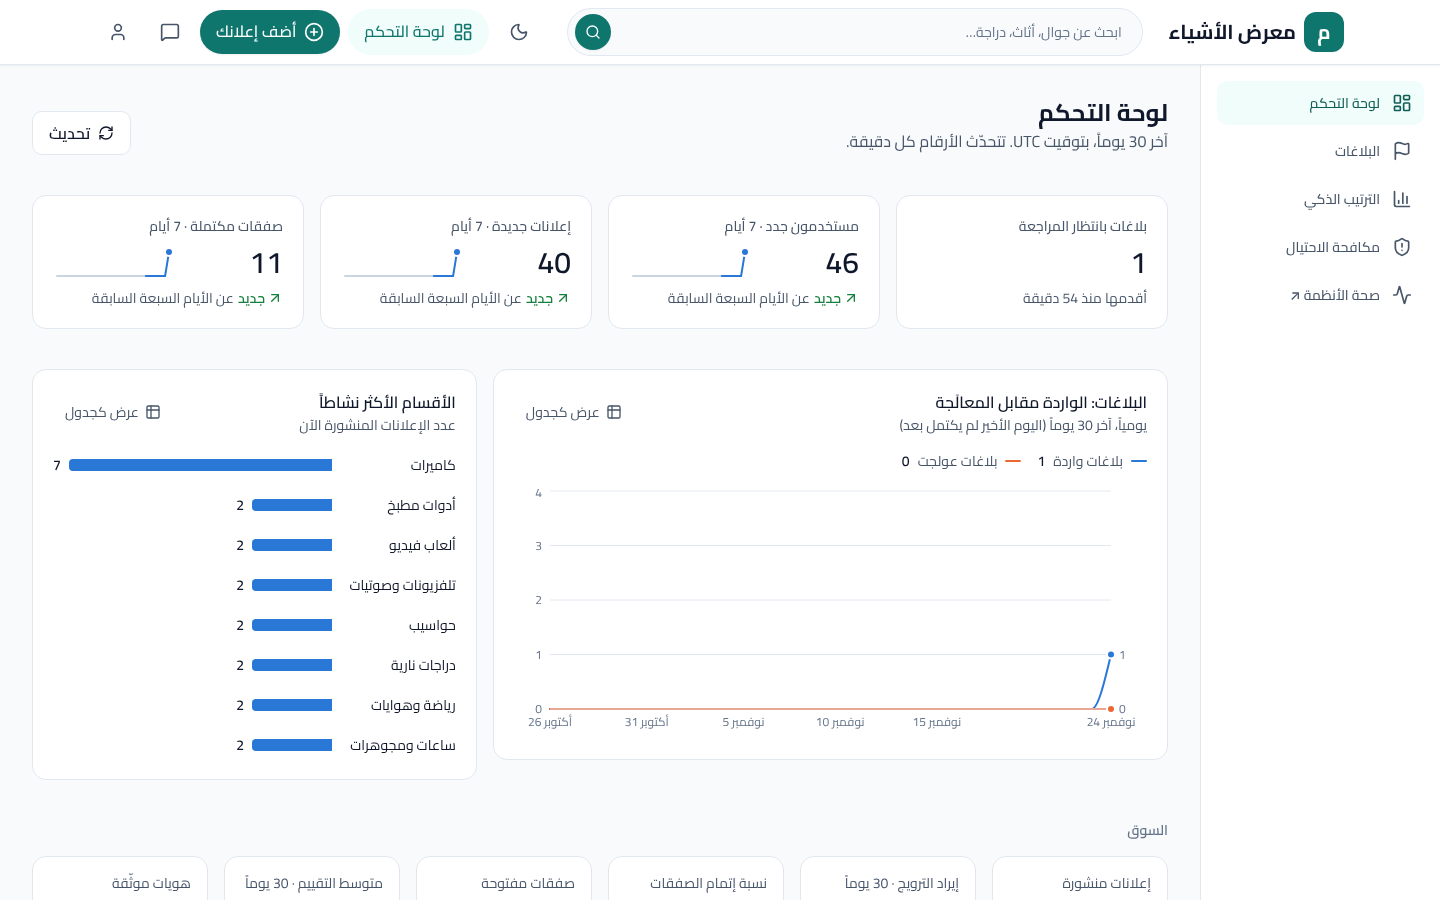 م معرض الأشياء
ابحث عن جوال، أثاث، دراجة...
لوحة التحكم
أضف إعلانك
لوحة التحكم
البلاغات
الترتيب الذكي
مكافحة الاحتيال
صحة الأنظمة
لوحة التحكم
آخر 30 يوماً، بتوقيت UTC. تتحدّث الأرقام كل دقيقة.
تحديث
بلاغات بانتظار المراجعة
1
أقدمها منذ 54 دقيقة
مستخدمون جدد · 7 أيام
46
جديد عن الأيام السبعة السابقة
إعلانات جديدة · 7 أيام
40
جديد عن الأيام السبعة السابقة
صفقات مكتملة · 7 أيام
11
جديد عن الأيام السبعة السابقة
البلاغات: الواردة مقابل المعالَجة
يومياً، آخر 30 يوماً (اليوم الأخير لم يكتمل بعد)
عرض كجدول
بلاغات واردة 1
بلاغات عولجت 0
4
3
2
1
0
1
0
26 أكتوبر
31 أكتوبر
5 نوفمبر
10 نوفمبر
15 نوفمبر
24 نوفمبر
الأقسام الأكثر نشاطاً
عدد الإعلانات المنشورة الآن
عرض كجدول
كاميرات 7
أدوات مطبخ 2
ألعاب فيديو 2
تلفزيونات وصوتيات 2
حواسيب 2
دراجات نارية 2
رياضة وهوايات 2
ساعات ومجوهرات 2
السوق
إعلانات منشورة
إيراد الترويج · 30 يوماً
نسبة إتمام الصفقات
صفقات مفتوحة
متوسط التقييم · 30 يوماً
هويات موثّقة